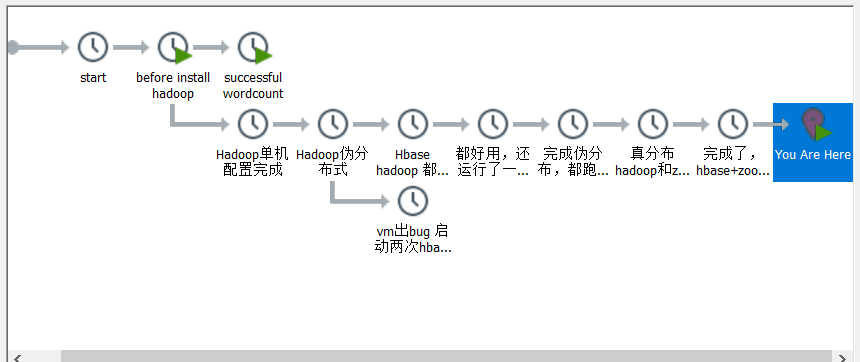 start
before install
hadoop
successful
wordcount
Hadoop单机
配置完成
Hadoop伪分
布式
Hbase
hadoop 都...
都好用，还
运行了一...
完成伪分
布，都跑...
真分布
hadoop和z...
完成了，
hbase+zoo...
You Are Here
vm出bug 启
动两次hba...